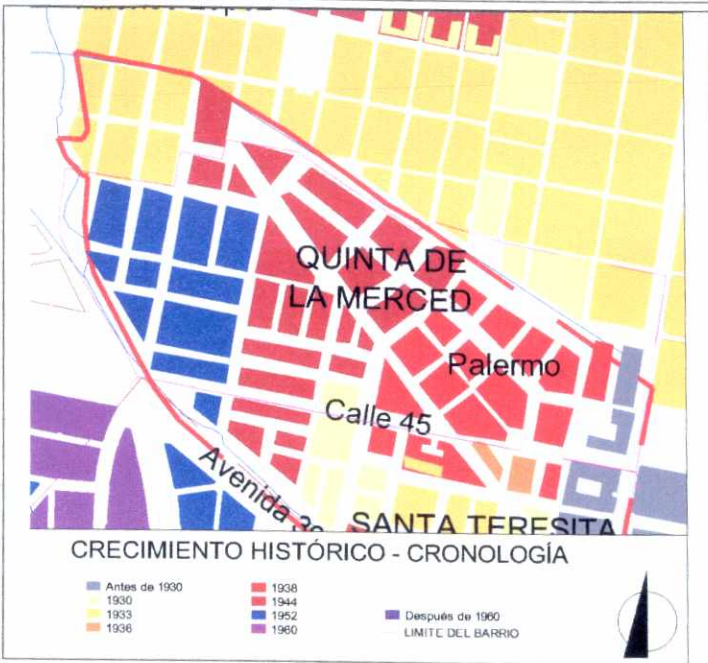 QUINTA DE
LA MERCED
Palermo
Calle 45
Avenida
SANTA TERESITA
CRECIMIENTO HISTÓRICO - CRONOLOGÍA
Antes de 1930
1930
1933
1936
1938
1944
1952
1960
Después de 1960
LIMITE DEL BARRIO